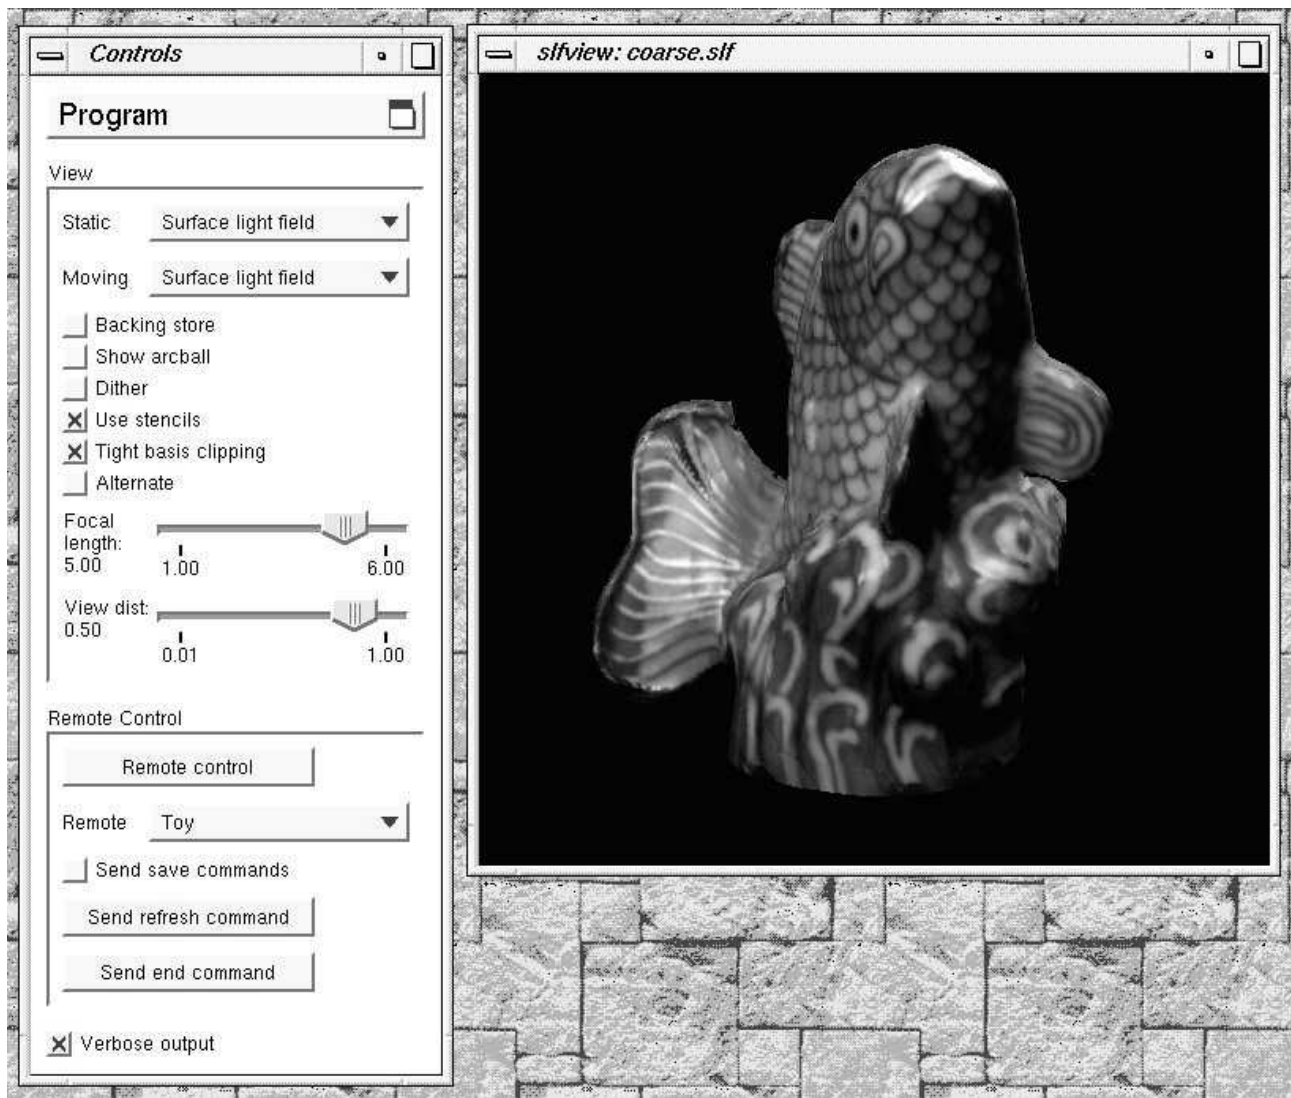 Controls
Program
View
Static Surface light field
Moving Surface light field
Backing store
Show arcball
Dither
Use stencils
Tight basis clipping
Alternate
Focal
length:
5.00
1.00 6.00
View dist:
0.50
0.01 1.00
Remote Control
Remote control
Remote Toy
Send save commands
Send refresh command
Send end command
Verbose output
slfview: coarse.slf